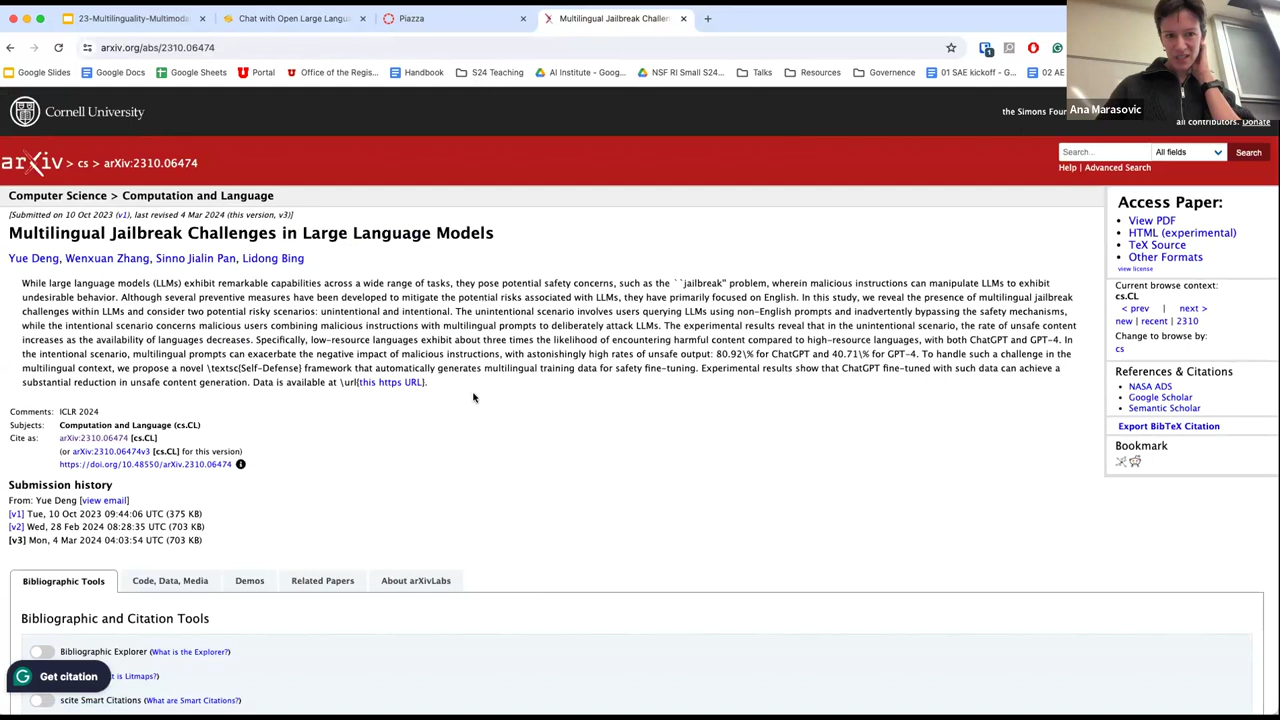 23-Multilinguality-Multimoda
Chat with Open Large Langua
Piazza
Multilingual Jailbreak Challen
arxiv.org/abs/2310.06474
Google Slides
Google Docs
Google Sheets
Portal
Office of the Regis...
Handbook
S24 Teaching
AI Institute - Goog...
NSF RI Small S24...
Talks
Resources
Governence
01 SAE kickoff - G...
02 AE
Ana Marasovic
Cornell University
the Simons Foun
all contributors. Donate
arXiv > cs > arXiv:2310.06474
Search...
All fields
Search
Help | Advanced Search
Computer Science > Computation and Language
[Submitted on 10 Oct 2023 (v1), last revised 4 Mar 2024 (this version, v3)]
Multilingual Jailbreak Challenges in Large Language Models
Yue Deng, Wenxuan Zhang, Sinno Jialin Pan, Lidong Bing
While large language models (LLMs) exhibit remarkable capabilities across a wide range of tasks, they pose potential safety concerns, such as the ``jailbreak'' problem, wherein malicious instructions can manipulate LLMs to exhibit
undesirable behavior. Although several preventive measures have been developed to mitigate the potential risks associated with LLMs, they have primarily focused on English. In this study, we reveal the presence of multilingual jailbreak
challenges within LLMs and consider two potential risky scenarios: unintentional and intentional. The unintentional scenario involves users querying LLMs using non-English prompts and inadvertently bypassing the safety mechanisms,
while the intentional scenario concerns malicious users combining malicious instructions with multilingual prompts to deliberately attack LLMs. The experimental results reveal that in the unintentional scenario, the rate of unsafe content
increases as the availability of languages decreases. Specifically, low-resource languages exhibit about three times the likelihood of encountering harmful content compared to high-resource languages, with both ChatGPT and GPT-4. In
the intentional scenario, multilingual prompts can exacerbate the negative impact of malicious instructions, with astonishingly high rates of unsafe output: 80.92\% for ChatGPT and 40.71\% for GPT-4. To handle such a challenge in the
multilingual context, we propose a novel \textsc{Self-Defense} framework that automatically generates multilingual training data for safety fine-tuning. Experimental results show that ChatGPT fine-tuned with such data can achieve a
substantial reduction in unsafe content generation. Data is available at \url{this https URL}.
Comments: ICLR 2024
Subjects: Computation and Language (cs.CL)
Cite as: arXiv:2310.06474 [cs.CL]
(or arXiv:2310.06474v3 [cs.CL] for this version)
https://doi.org/10.48550/arXiv.2310.06474
Submission history
From: Yue Deng [view email]
[v1] Tue, 10 Oct 2023 09:44:06 UTC (375 KB)
[v2] Wed, 28 Feb 2024 08:28:35 UTC (703 KB)
[v3] Mon, 4 Mar 2024 04:03:54 UTC (703 KB)
Access Paper:
View PDF
HTML (experimental)
TeX Source
Other Formats
view license
Current browse context:
cs.CL
< prev | next >
new | recent | 2310
Change to browse by:
cs
References & Citations
NASA ADS
Google Scholar
Semantic Scholar
Export BibTeX Citation
Bookmark
Bibliographic Tools
Code, Data, Media
Demos
Related Papers
About arXivLabs
Bibliographic and Citation Tools
Bibliographic Explorer (What is the Explorer?)
Get citation
t is Litmaps?)
scite Smart Citations (What are Smart Citations?)